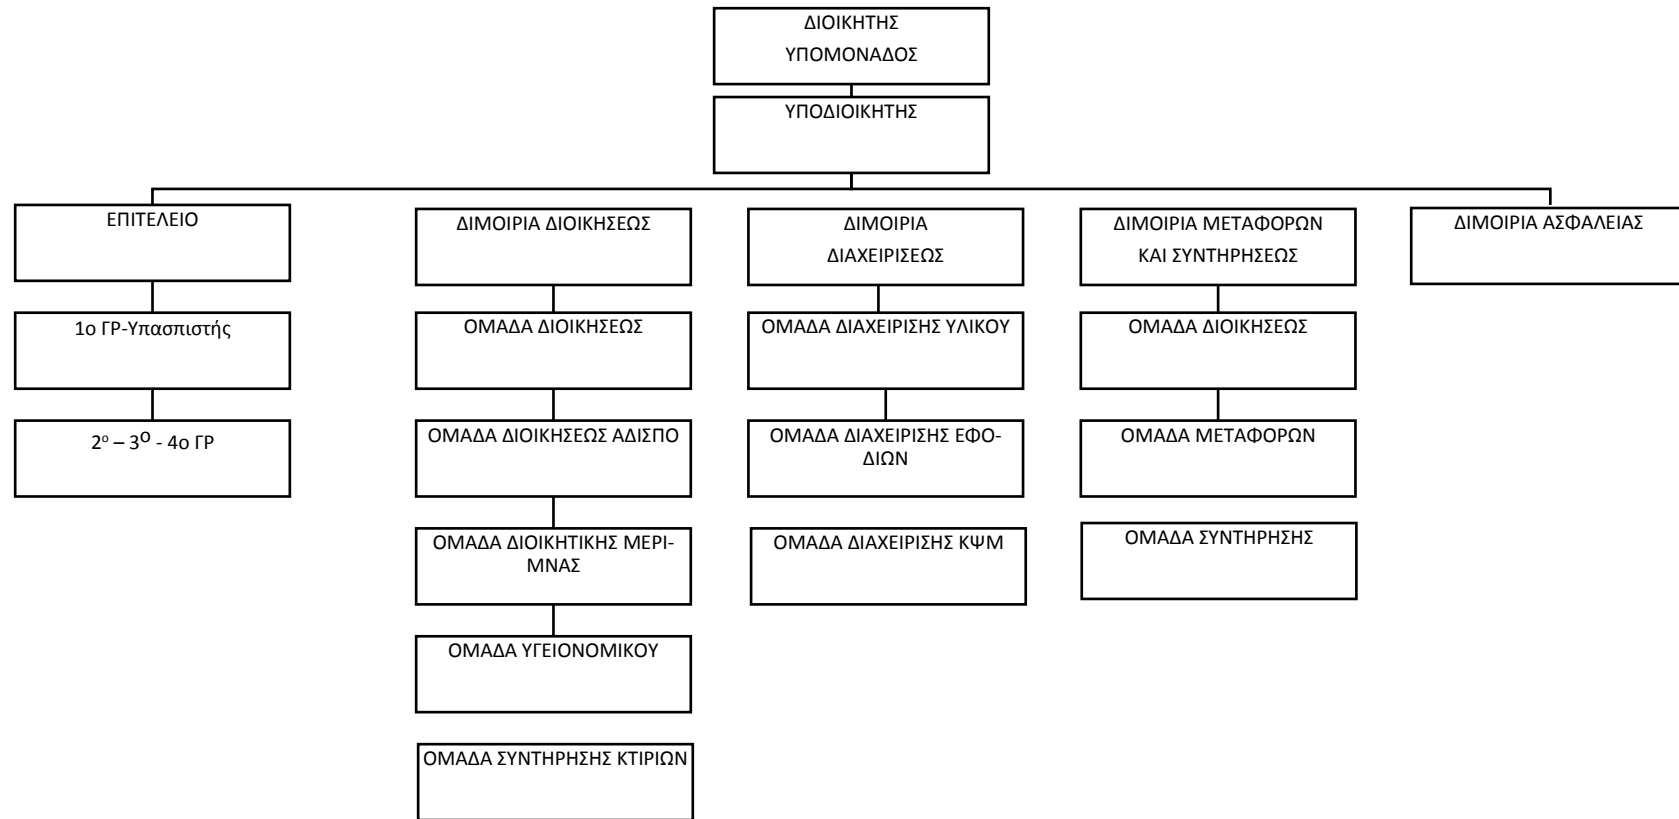 ΔΙΟΙΚΗΤΗΣ
ΥΠΟΜΟΝΑΔΟΣ
ΥΠΟΔΙΟΙΚΗΤΗΣ
ΕΠΙΤΕΛΕΙΟ
ΔΙΜΟΙΡΙΑ ΔΙΟΙΚΗΣΕΩΣ
ΔΙΜΟΙΡΙΑ
ΔΙΑΧΕΙΡΙΣΕΩΣ
ΔΙΜΟΙΡΙΑ ΜΕΤΑΦΟΡΩΝ
ΚΑΙ ΣΥΝΤΗΡΗΣΕΩΣ
ΔΙΜΟΙΡΙΑ ΑΣΦΑΛΕΙΑΣ
1ο ΓΡ-Υπασπιστής
ΟΜΑΔΑ ΔΙΟΙΚΗΣΕΩΣ
ΟΜΑΔΑ ΔΙΑΧΕΙΡΙΣΗΣ ΥΛΙΚΟΥ
ΟΜΑΔΑ ΔΙΟΙΚΗΣΕΩΣ
2ο – 3Ο - 4ο ΓΡ
ΟΜΑΔΑ ΔΙΟΙΚΗΣΕΩΣ ΑΔΙΣΠΟ
ΟΜΑΔΑ ΔΙΑΧΕΙΡΙΣΗΣ ΕΦΟ-
ΔΙΩΝ
ΟΜΑΔΑ ΜΕΤΑΦΟΡΩΝ
ΟΜΑΔΑ ΔΙΟΙΚΗΤΙΚΗΣ ΜΕΡΙ-
ΜΝΑΣ
ΟΜΑΔΑ ΔΙΑΧΕΙΡΙΣΗΣ ΚΨΜ
ΟΜΑΔΑ ΣΥΝΤΗΡΗΣΗΣ
ΟΜΑΔΑ ΥΓΕΙΟΝΟΜΙΚΟΥ
ΟΜΑΔΑ ΣΥΝΤΗΡΗΣΗΣ ΚΤΙΡΙΩΝ